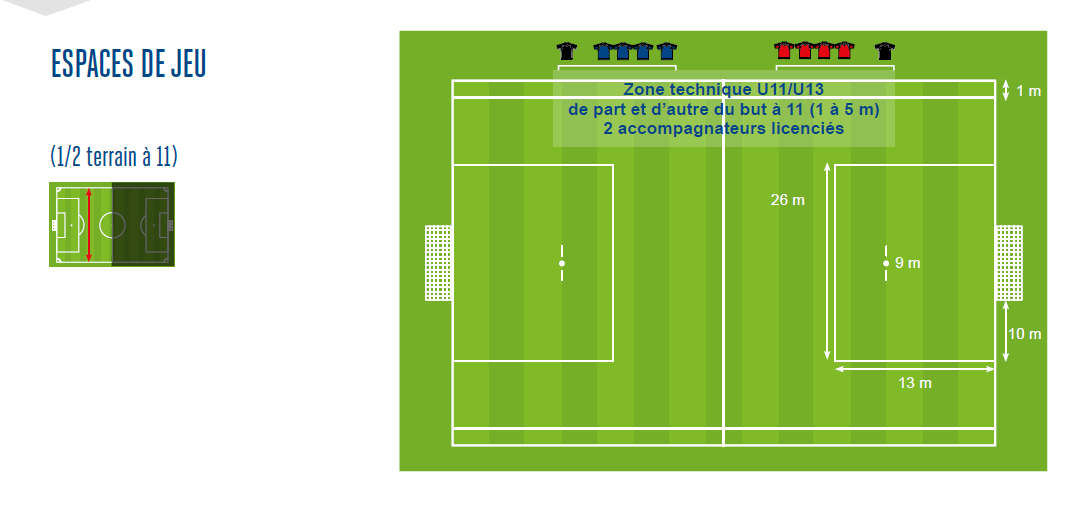 ESPACES DE JEU
(1/2 terrain à 11)
Zone technique U11/U13
de part et d'autre du but à 11 (1 à 5 m)
2 accompagnateurs licenciés
1 m
26 m
9 m
10 m
13 m